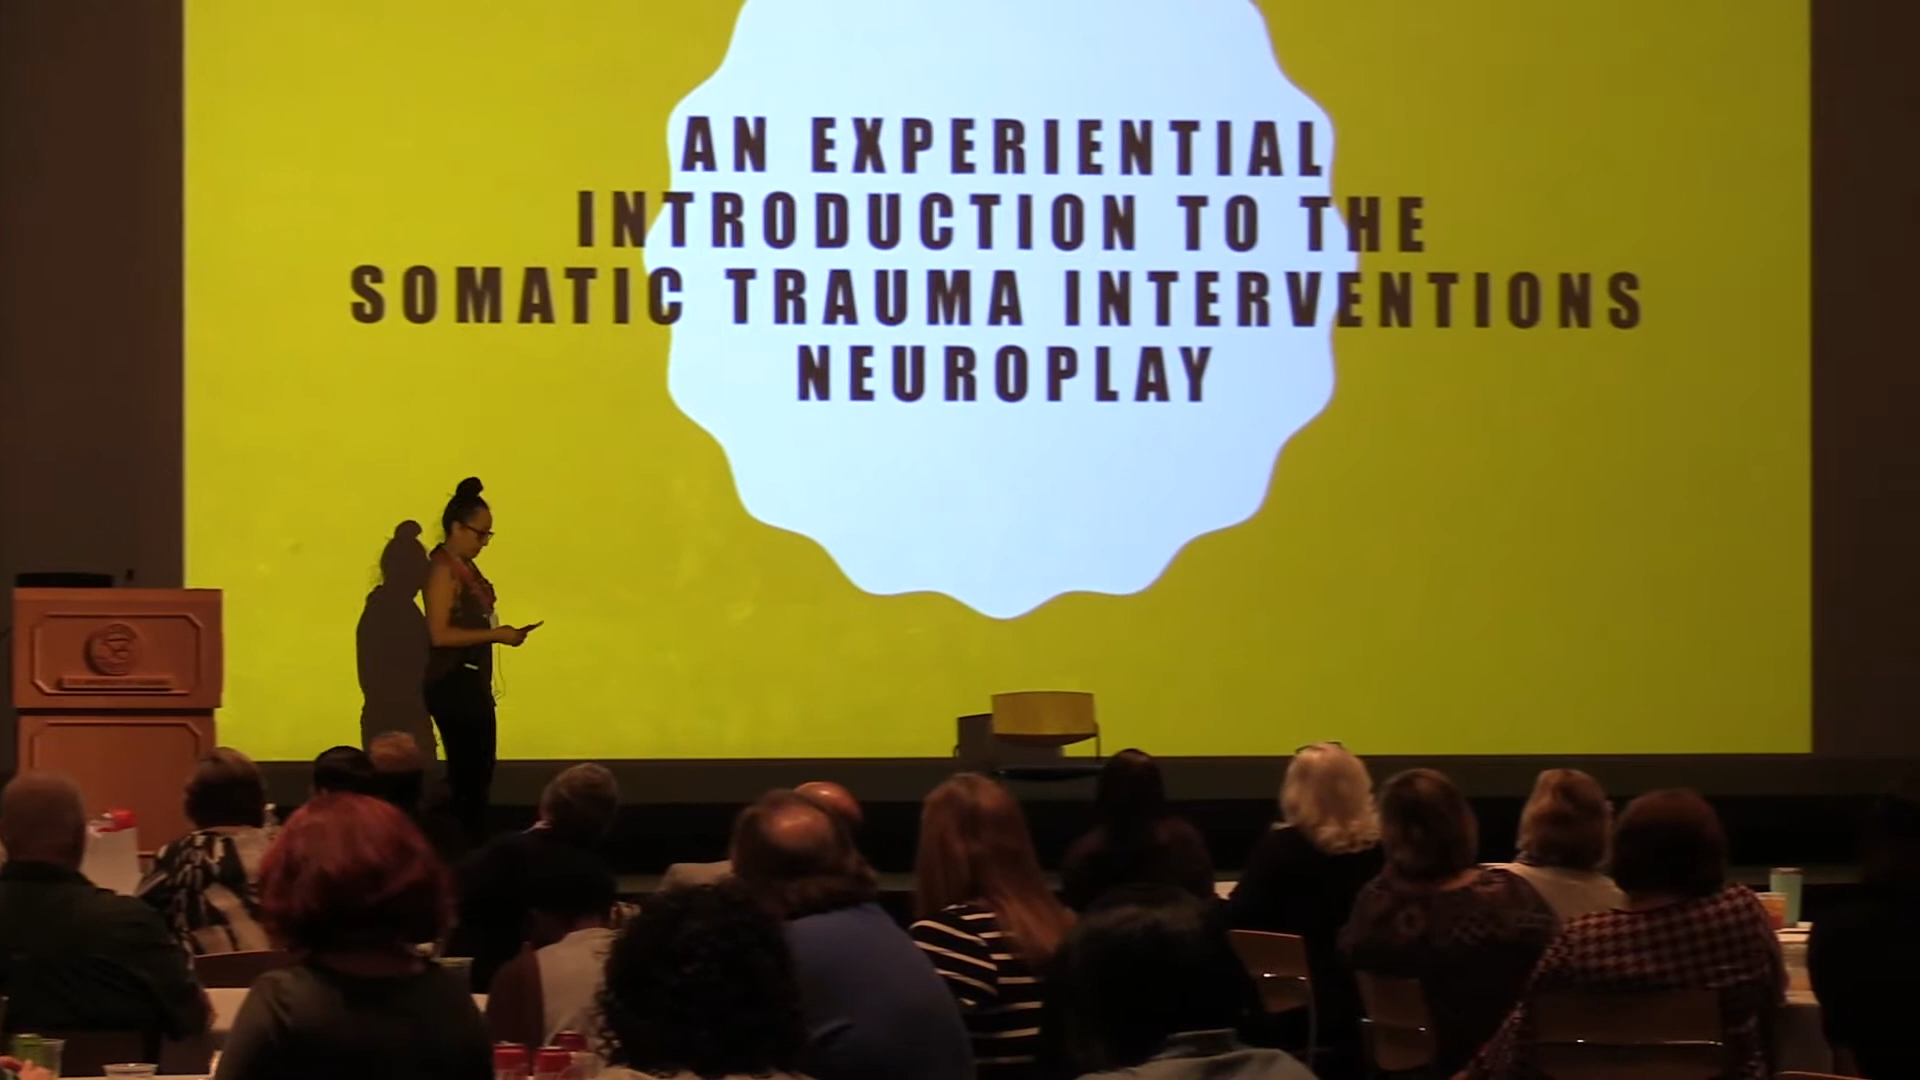 AN EXPERIENTIAL
INTRODUCTION TO THE
SOMATIC TRAUMA INTERVENTIONS
NEUROPLAY